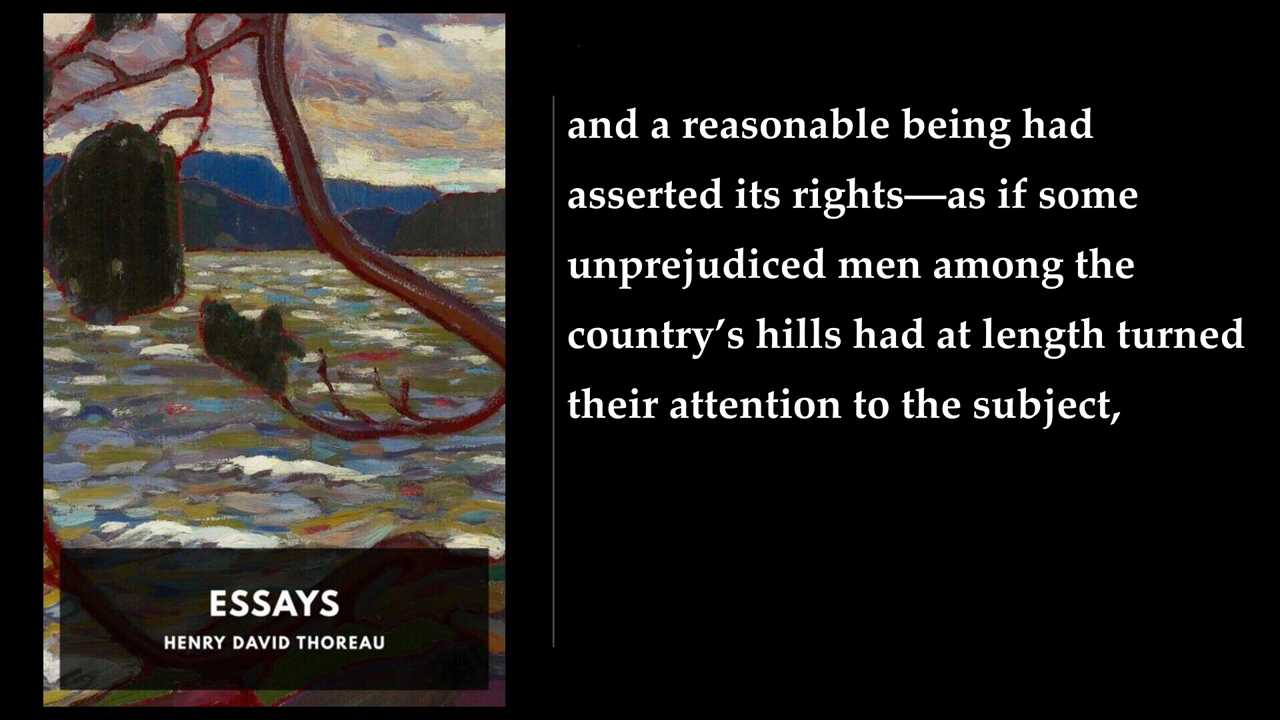 ESSAYS
HENRY DAVID THOREAU
and a reasonable being had
asserted its rights—as if some
unprejudiced men among the
country’s hills had at length turned
their attention to the subject,